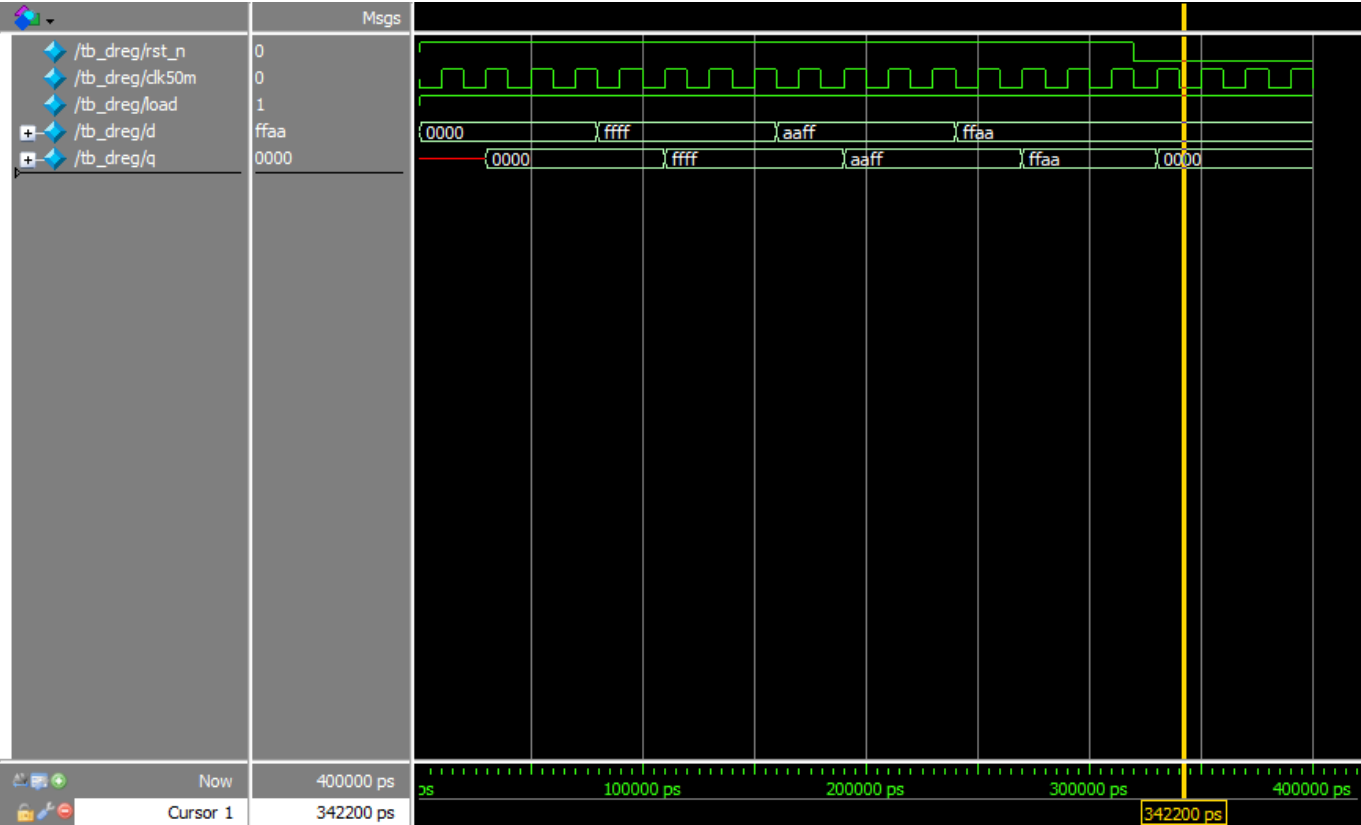 Msgs
/tb_dreg/rst_n 0
/tb_dreg/clk50m 0
/tb_dreg/load 1
/tb_dreg/d ffaa 0000 ffff aaff ffaa
/tb_dreg/q 0000 0000 ffff aaff ffaa 0000
Now 400000 ps ps 100000 ps 200000 ps 300000 ps 400000 ps
Cursor 1 342200 ps 342200 ps